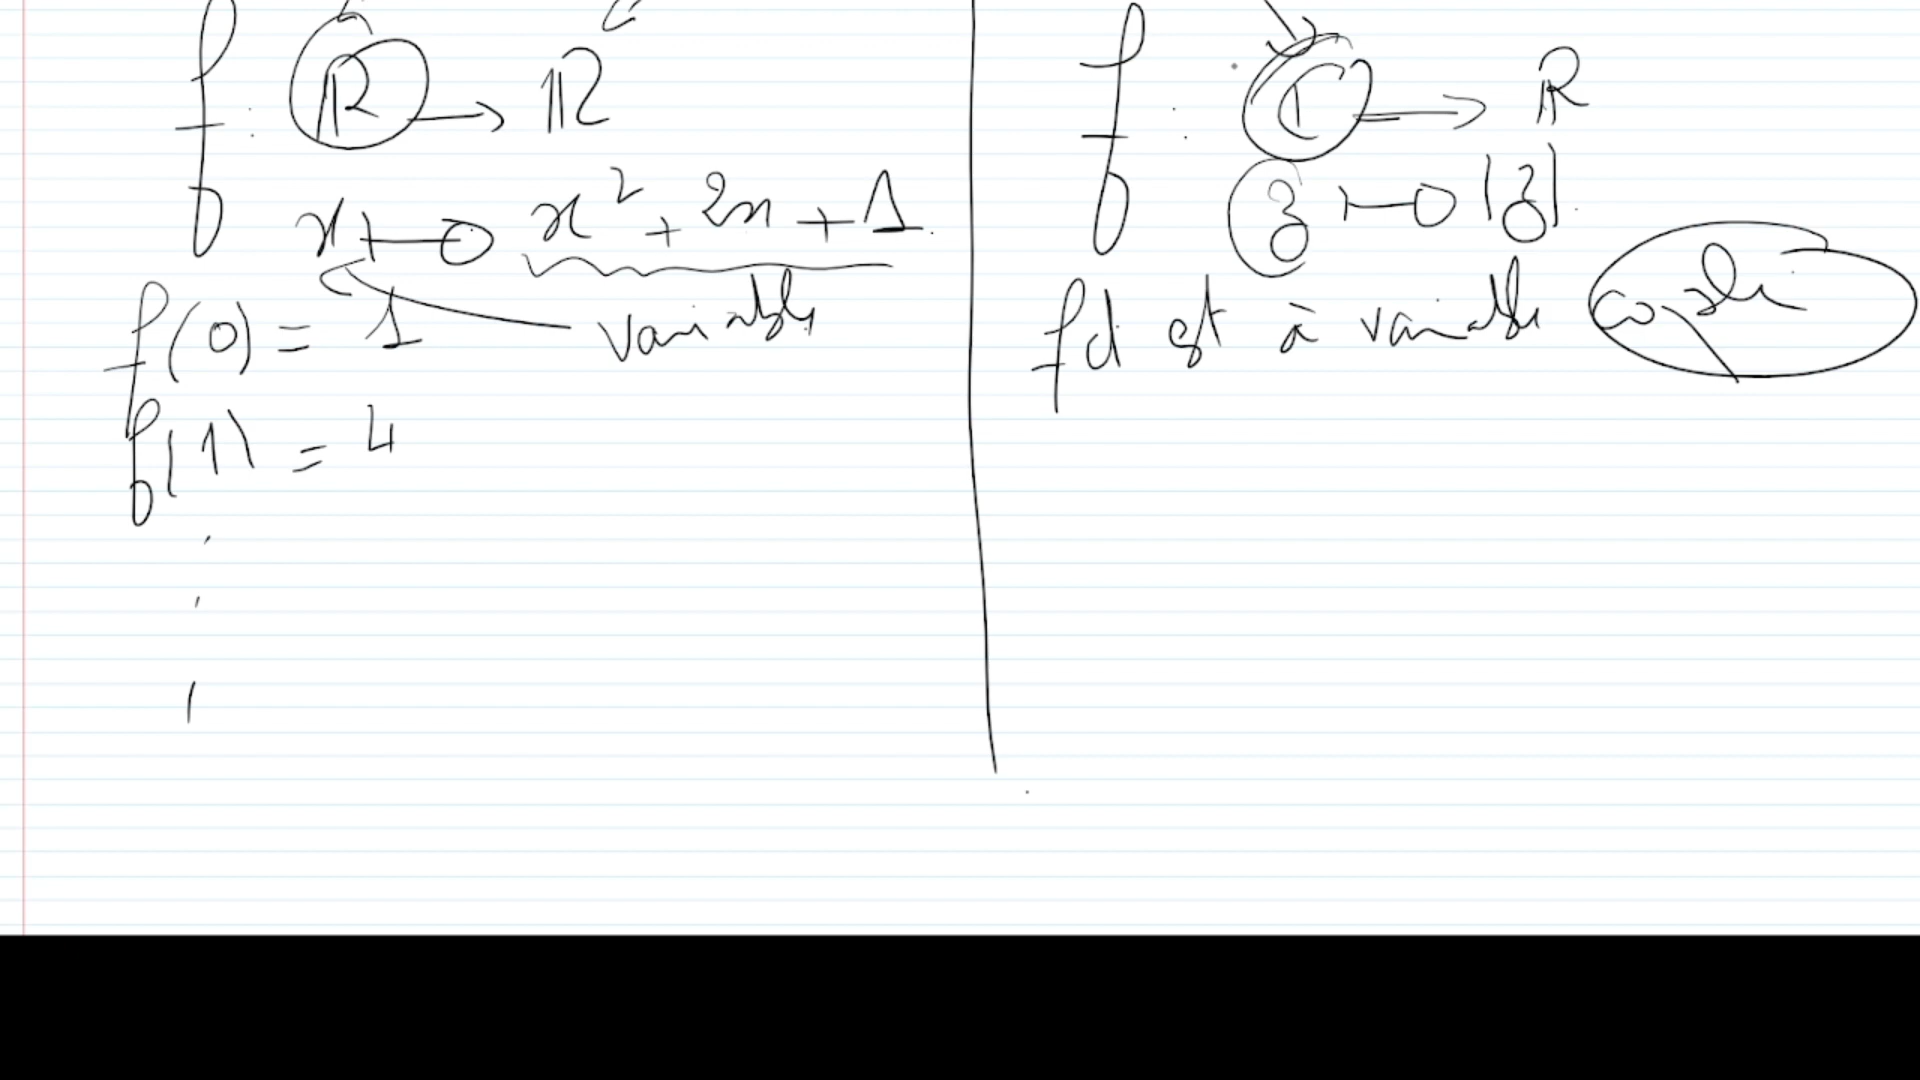 f : ℝ → ℝ
x ↦ x² + 2x + 1.
variable
f(0) = 1
f(1) = 4
f : ℂ → ℝ
z ↦ |z|.
fct est à variable complexe